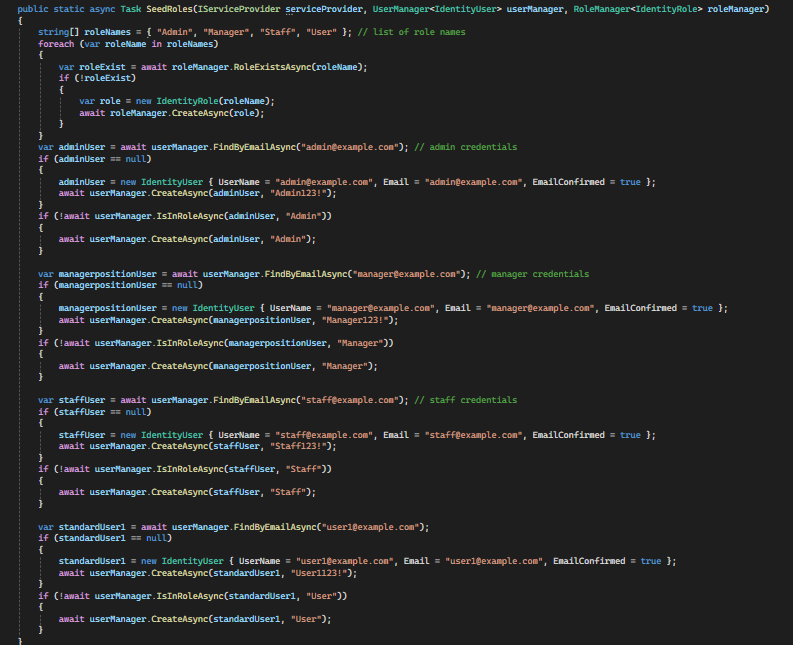 public static async Task SeedRoles(IServiceProvider serviceProvider, UserManager<IdentityUser> userManager, RoleManager<IdentityRole> roleManager)
{
string[] roleNames = { "Admin", "Manager", "Staff", "User" }; // list of role names
foreach (var roleName in roleNames)
{
var roleExist = await roleManager.RoleExistsAsync(roleName);
if (!roleExist)
{
var role = new IdentityRole(roleName);
await roleManager.CreateAsync(role);
}
}
var adminUser = await userManager.FindByEmailAsync("admin@example.com"); // admin credentials
if (adminUser == null)
{
adminUser = new IdentityUser { UserName = "admin@example.com", Email = "admin@example.com", EmailConfirmed = true };
await userManager.CreateAsync(adminUser, "Admin123!");
}
if (!await userManager.IsInRoleAsync(adminUser, "Admin"))
{
await userManager.CreateAsync(adminUser, "Admin");
}
var managerpositionUser = await userManager.FindByEmailAsync("manager@example.com"); // manager credentials
if (managerpositionUser == null)
{
managerpositionUser = new IdentityUser { UserName = "manager@example.com", Email = "manager@example.com", EmailConfirmed = true };
await userManager.CreateAsync(managerpositionUser, "Manager123!");
}
if (!await userManager.IsInRoleAsync(managerpositionUser, "Manager"))
{
await userManager.CreateAsync(managerpositionUser, "Manager");
}
var staffUser = await userManager.FindByEmailAsync("staff@example.com"); // staff credentials
if (staffUser == null)
{
staffUser = new IdentityUser { UserName = "staff@example.com", Email = "staff@example.com", EmailConfirmed = true };
await userManager.CreateAsync(staffUser, "Staff123!");
}
if (!await userManager.IsInRoleAsync(staffUser, "Staff"))
{
await userManager.CreateAsync(staffUser, "Staff");
}
var standardUser1 = await userManager.FindByEmailAsync("user1@example.com");
if (standardUser1 == null)
{
standardUser1 = new IdentityUser { UserName = "user1@example.com", Email = "user1@example.com", EmailConfirmed = true };
await userManager.CreateAsync(standardUser1, "User1123!");
}
if (!await userManager.IsInRoleAsync(standardUser1, "User"))
{
await userManager.CreateAsync(standardUser1, "User");
}
}